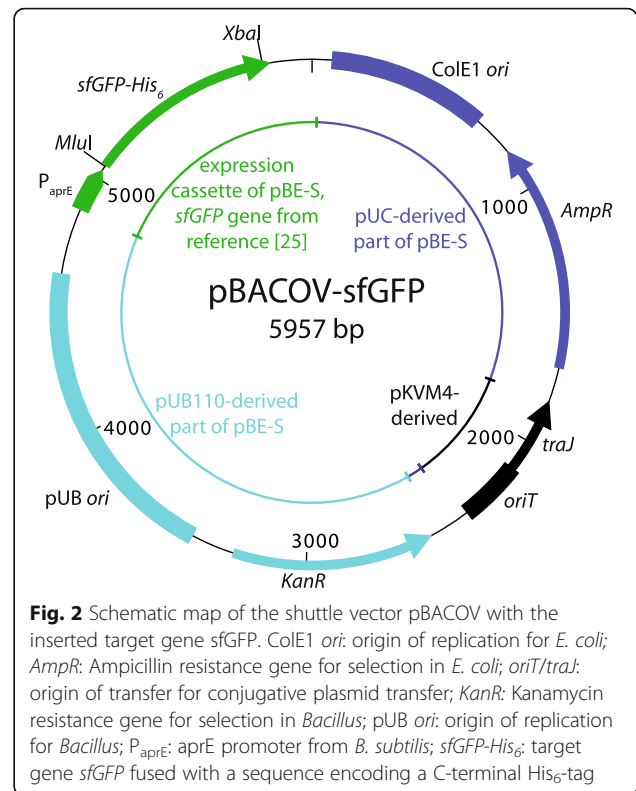 XbaI
sfGFP-His6
ColE1 ori
MluI
PaprE
5000
expression
cassette of pBE-S,
sfGFP gene from
reference [25]
pUC-derived
part of pBE-S
1000
AmpR
pBACOV-sfGFP
5957 bp
pUB110-derived
part of pBE-S
pKVM4-
derived
4000
2000
traJ
pUB ori
oriT
3000
KanR
Fig. 2 Schematic map of the shuttle vector pBACOV with the
inserted target gene sfGFP. ColE1 ori: origin of replication for E. coli;
AmpR: Ampicillin resistance gene for selection in E. coli; oriT/traJ:
origin of transfer for conjugative plasmid transfer; KanR: Kanamycin
resistance gene for selection in Bacillus; pUB ori: origin of replication
for Bacillus; PaprE: aprE promoter from B. subtilis; sfGFP-His6: target
gene sfGFP fused with a sequence encoding a C-terminal His6-tag